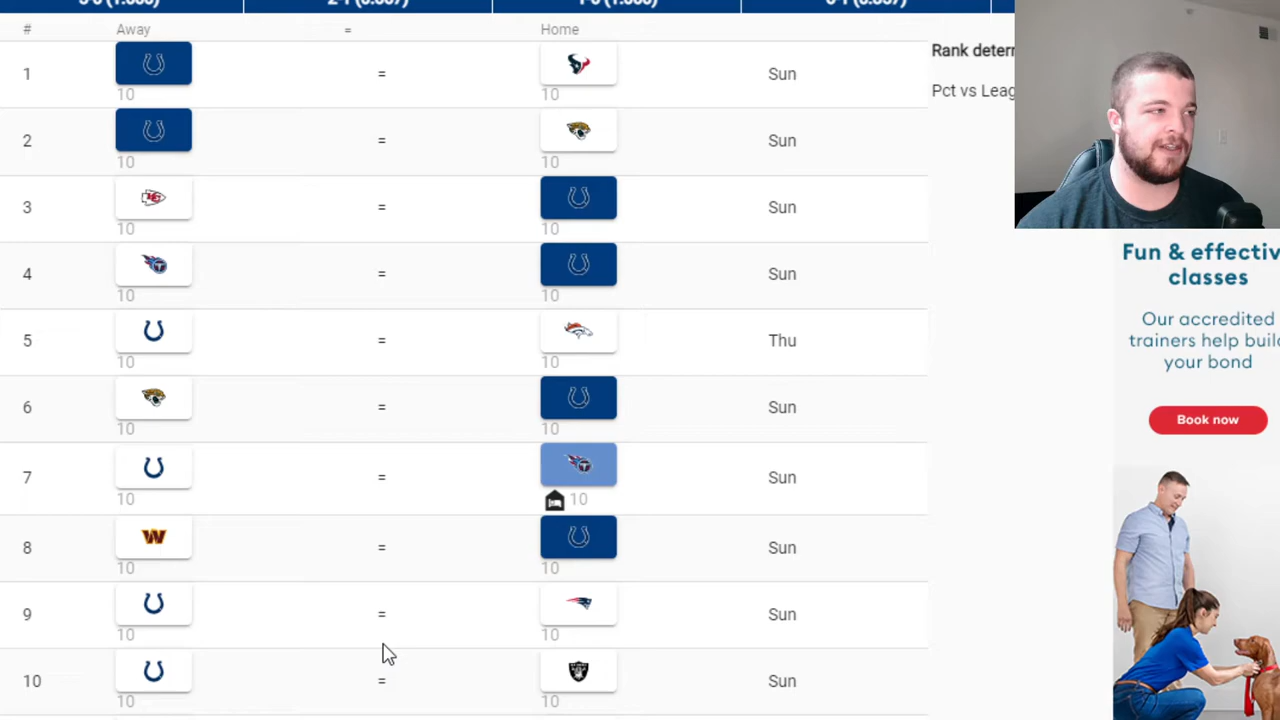 # Away = Home
1 = Sun
10 10
2 = Sun
10 10
3 = Sun
10 10
4 = Sun
10 10
5 = Thu
10 10
6 = Sun
10 10
7 = Sun
10 10
8 W = Sun
10 10
9 = Sun
10 10
10 = Sun
10 10
Rank deter
Pct vs Leag
Fun & effectiv
classes
Our accredited
trainers help build
your bond
Book now